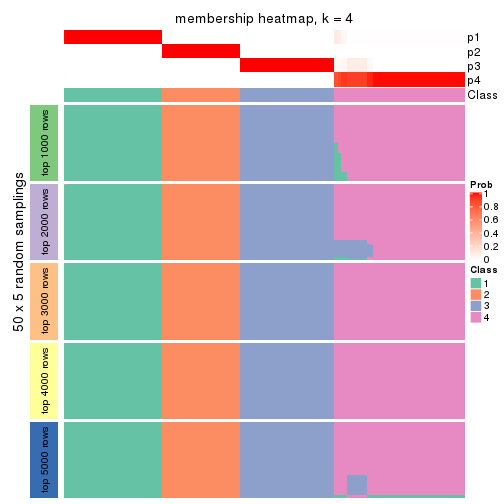 membership heatmap, k = 4
p1
p2
p3
p4
Class
50 x 5 random samplings
top 1000 rows
top 2000 rows
top 3000 rows
top 4000 rows
top 5000 rows
Prob
1
0.8
0.6
0.4
0.2
0
Class
1
2
3
4